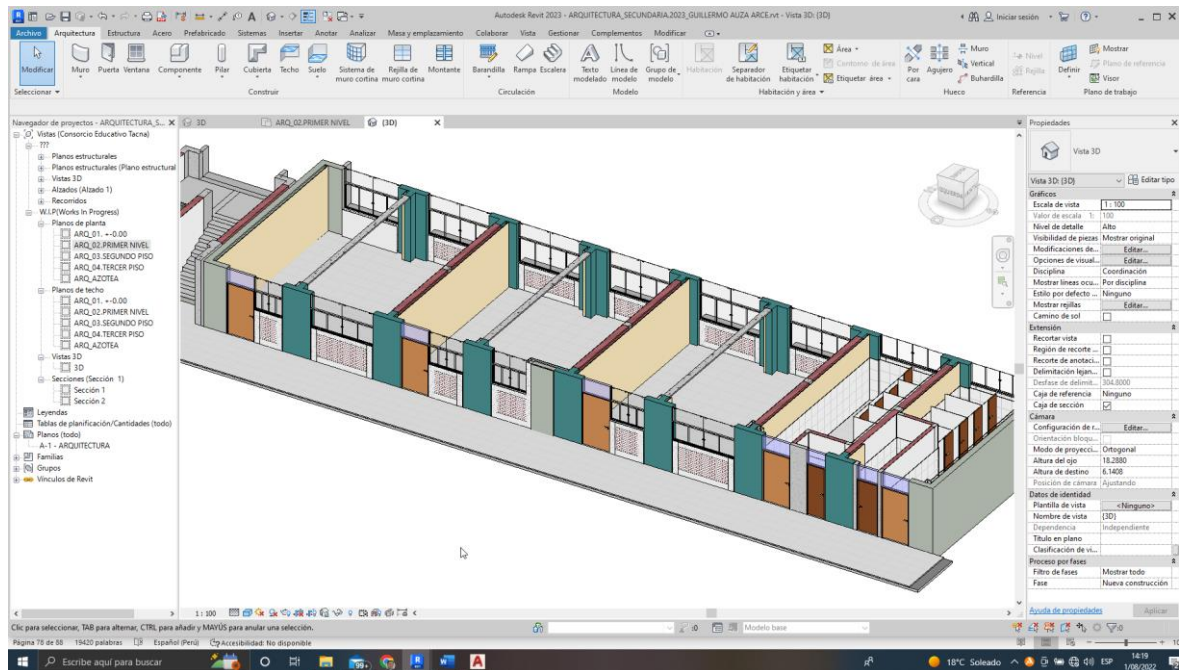 Autodesk Revit 2023 - ARQUITECTURA_SECUNDARIA.2023_GUILLERMO AUZA ARCE.rvt - Vista 3D: {3D}
Iniciar sesión
Archivo Arquitectura Estructura Acero Prefabricado Sistemas Insertar Anotar Analizar Masa y emplazamiento Colaborar Vista Gestionar Complementos Modificar
Modificar
Muro
Puerta
Ventana
Componente
Pilar
Cubierta
Techo
Suelo
Sistema de muro cortina
Rejilla de muro cortina
Montante
Barandilla
Rampa
Escalera
Texto modelado
Línea de modelo
Grupo de modelo
Habitación
Separador de habitación
Etiquetar habitación
Área
Contorno de área
Etiquetar área
Por cara
Agujero
Muro
Vertical
Buhardilla
Nivel
Rejilla
Definir
Mostrar
Plano de referencia
Visor
Seleccionar
Construir
Circulación
Modelo
Habitación y área
Hueco
Referencia
Plano de trabajo
Navegador de proyectos - ARQUITECTURA_S...
3D
ARQ_02.PRIMER NIVEL
{3D}
Vistas (Consorcio Educativo Tacna)
???
Planos estructurales
Planos estructurales (Plano estructural
Vistas 3D
Alzados (Alzado 1)
Recorridos
W.I.P(Works In Progress)
Planos de planta
ARQ_01. +-0.00
ARQ_02.PRIMER NIVEL
ARQ_03.SEGUNDO PISO
ARQ_04.TERCER PISO
ARQ_AZOTEA
Planos de techo
ARQ_01. +-0.00
ARQ_02.PRIMER NIVEL
ARQ_03.SEGUNDO PISO
ARQ_04.TERCER PISO
ARQ_AZOTEA
Vistas 3D
3D
Secciones (Sección 1)
Sección 1
Sección 2
Leyendas
Tablas de planificación/Cantidades (todo)
Planos (todo)
A-1 - ARQUITECTURA
Familias
Grupos
Vínculos de Revit
Propiedades
Vista 3D
Vista 3D: {3D}
Editar tipo
Gráficos
Escala de vista 1 : 100
Valor de escala 1: 100
Nivel de detalle Alto
Visibilidad de piezas Mostrar original
Modificaciones de... Editar...
Opciones de visual... Editar...
Disciplina Coordinación
Mostrar líneas ocu... Por disciplina
Estilo por defecto ... Ninguno
Mostrar rejillas Editar...
Camino de sol
Extensión
Recortar vista
Región de recorte ...
Recorte de anotaci...
Delimitación lejan...
Desfase de delimit... 304.8000
Caja de referencia Ninguno
Caja de sección
Cámara
Configuración de r... Editar...
Orientación bloqu...
Modo de proyecci... Ortogonal
Altura del ojo 18.2880
Altura de destino 6.1408
Posición de cámara Ajustando
Datos de identidad
Plantilla de vista <Ninguno>
Nombre de vista {3D}
Dependencia Independiente
Título en plano
Clasificación de vi...
Proceso por fases
Filtro de fases Mostrar todo
Fase Nueva construcción
Ayuda de propiedades
Aplicar
1 : 100
Clic para seleccionar, TAB para alternar, CTRL para añadir y MAYÚS para anular una selección.
:0
Modelo base
:0
Página 78 de 88 19420 palabras Español (Perú) Accesibilidad: No disponible
Escribe aquí para buscar
99+
18°C Soleado
ESP
14:19
1/08/2022